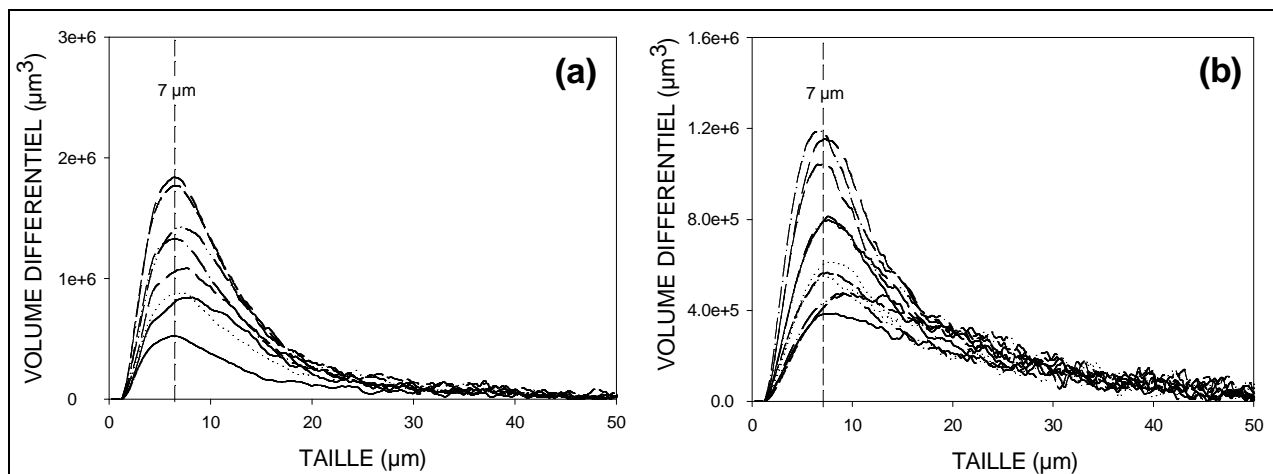 VOLUME DIFFERENTIEL (µm3)
3e+6
2e+6
1e+6
0
7 µm
(a)
0 10 20 30 40 50
TAILLE (µm)
VOLUME DIFFERENTIEL (µm3)
1.6e+6
1.2e+6
8.0e+5
4.0e+5
0.0
7 µm
(b)
0 10 20 30 40 50
TAILLE (µm)